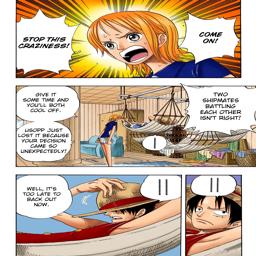 STOP THIS
CRAZINESS!
COME
ON!
GIVE IT
SOME TIME AND
YOU'LL BOTH
COOL OFF.
USOPP JUST
LOST IT BECAUSE
YOUR DECISION
CAME SO
UNEXPECTEDLY!
TWO
SHIPMATES
BATTLING
EACH OTHER
ISN'T RIGHT!
!
WELL, IT'S
TOO LATE TO
BACK OUT
NOW.
!!
!!